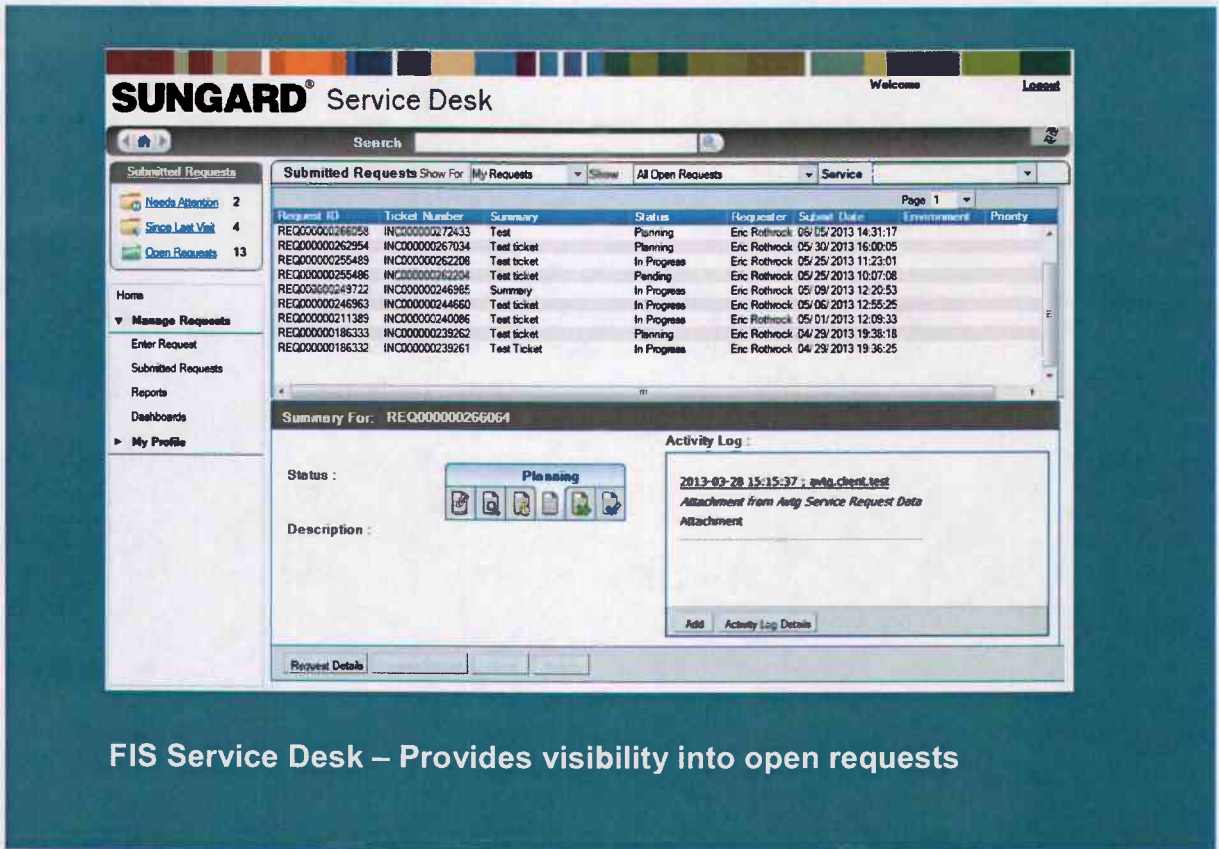 Welcome Logout
SUNGARD® Service Desk
Search
Submitted Requests
Needs Attention 2
Since Last Visit 4
Open Requests 13
Home
▼ Manage Requests
Enter Request
Submitted Requests
Reports
Dashboards
► My Profile
Submitted Requests Show For My Requests Show All Open Requests Service
Page 1
Request ID Ticket Number Summary Status Requester Submit Date Environment Priority
REQ000000266058 INC000000272433 Test Planning Eric Rothrock 06/05/2013 14:31:17
REQ000000262954 INC000000267034 Test ticket Planning Eric Rothrock 05/30/2013 16:00:05
REQ000000255489 INC000000262208 Test ticket In Progress Eric Rothrock 05/25/2013 11:23:01
REQ000000255486 INC000000262204 Test ticket Pending Eric Rothrock 05/25/2013 10:07:08
REQ000000249722 INC000000246985 Summary In Progress Eric Rothrock 05/09/2013 12:20:53
REQ000000246963 INC000000244660 Test ticket In Progress Eric Rothrock 05/06/2013 12:55:25
REQ000000211389 INC000000240086 Test ticket In Progress Eric Rothrock 05/01/2013 12:09:33
REQ000000186333 INC000000239262 Test ticket Planning Eric Rothrock 04/29/2013 19:38:18
REQ000000186332 INC000000239261 Test Ticket In Progress Eric Rothrock 04/29/2013 19:36:25
Summary For: REQ000000266064
Status :
Planning
Description :
Activity Log :
2013-03-28 15:15:37 ; avtg.client.test
Attachment from Avtg Service Request Data
Attachment
Add Activity Log Details
Request Details
FIS Service Desk – Provides visibility into open requests